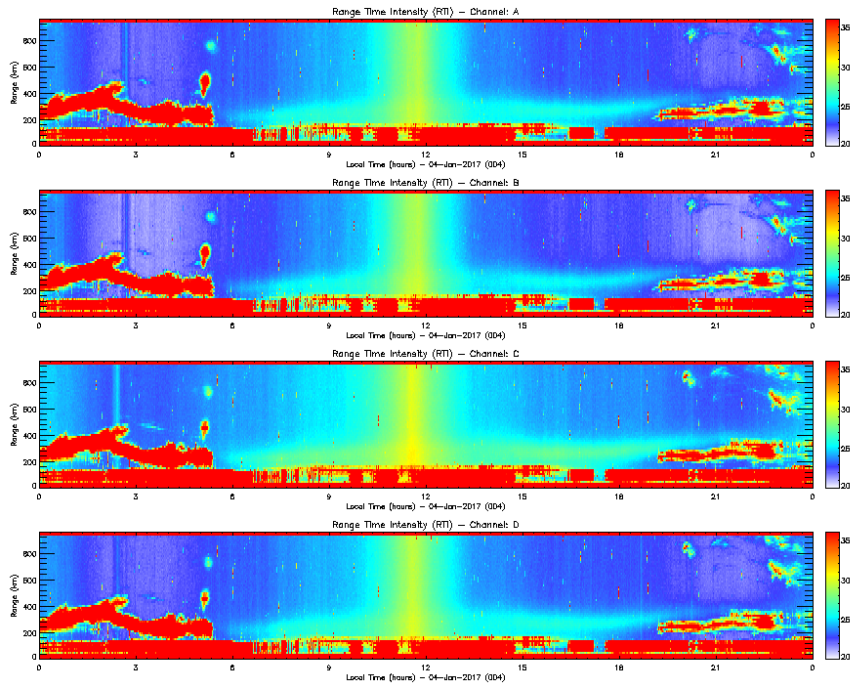 Range Time Intensity (RTI) – Channel: A
Range (km)
800
600
400
200
0
0 3 6 9 12 15 18 21 0
Local Time [hours] – 04–Jan–2017 (004)
35
30
25
20
Range Time Intensity (RTI) – Channel: B
Range (km)
800
600
400
200
0
0 3 6 9 12 15 18 21 0
Local Time [hours] – 04–Jan–2017 (004)
35
30
25
20
Range Time Intensity (RTI) – Channel: C
Range (km)
800
600
400
200
0
0 3 6 9 12 15 18 21 0
Local Time [hours] – 04–Jan–2017 (004)
35
30
25
20
Range Time Intensity (RTI) – Channel: D
Range (km)
800
600
400
200
0
0 3 6 9 12 15 18 21 0
Local Time [hours] – 04–Jan–2017 (004)
35
30
25
20